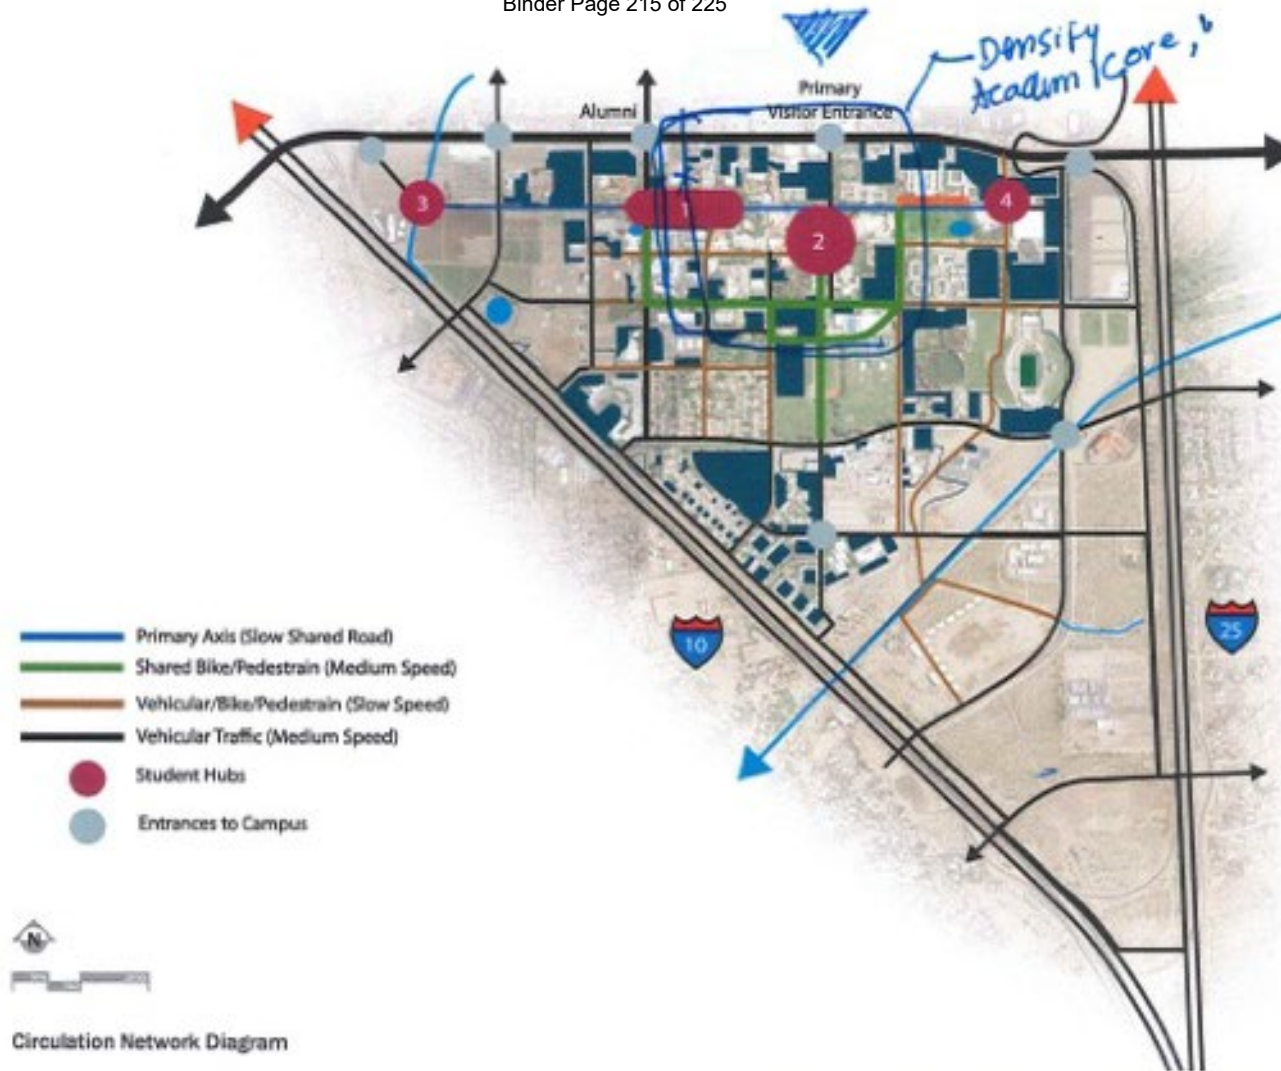 Binder Page 215 of 225
Densify
Academ Core,
Primary
Visitor Entrance
Alumni
3
1
2
4
10
25
Primary Axis (Slow Shared Road)
Shared Bike/Pedestrain (Medium Speed)
Vehicular/Bike/Pedestrain (Slow Speed)
Vehicular Traffic (Medium Speed)
Student Hubs
Entrances to Campus
N
Circulation Network Diagram